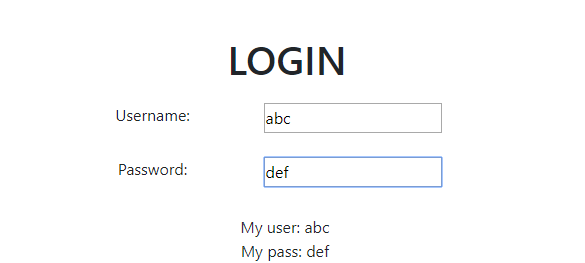 LOGIN
Username: abc
Password: def
My user: abc
My pass: def